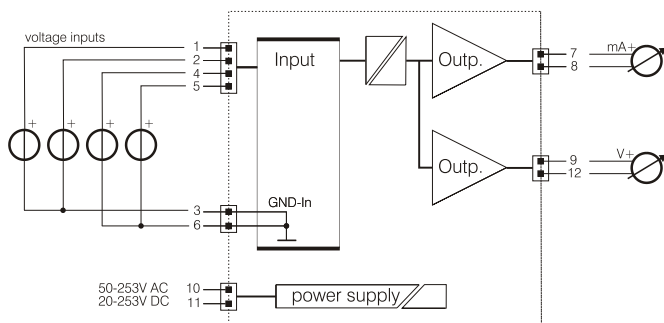 voltage inputs
1
2
4
5
+ + + +
Input
Outp.
7 mA+
8
Outp.
9 V+
12
GND-In
3
6
50-253V AC 10
20-253V DC 11
power supply